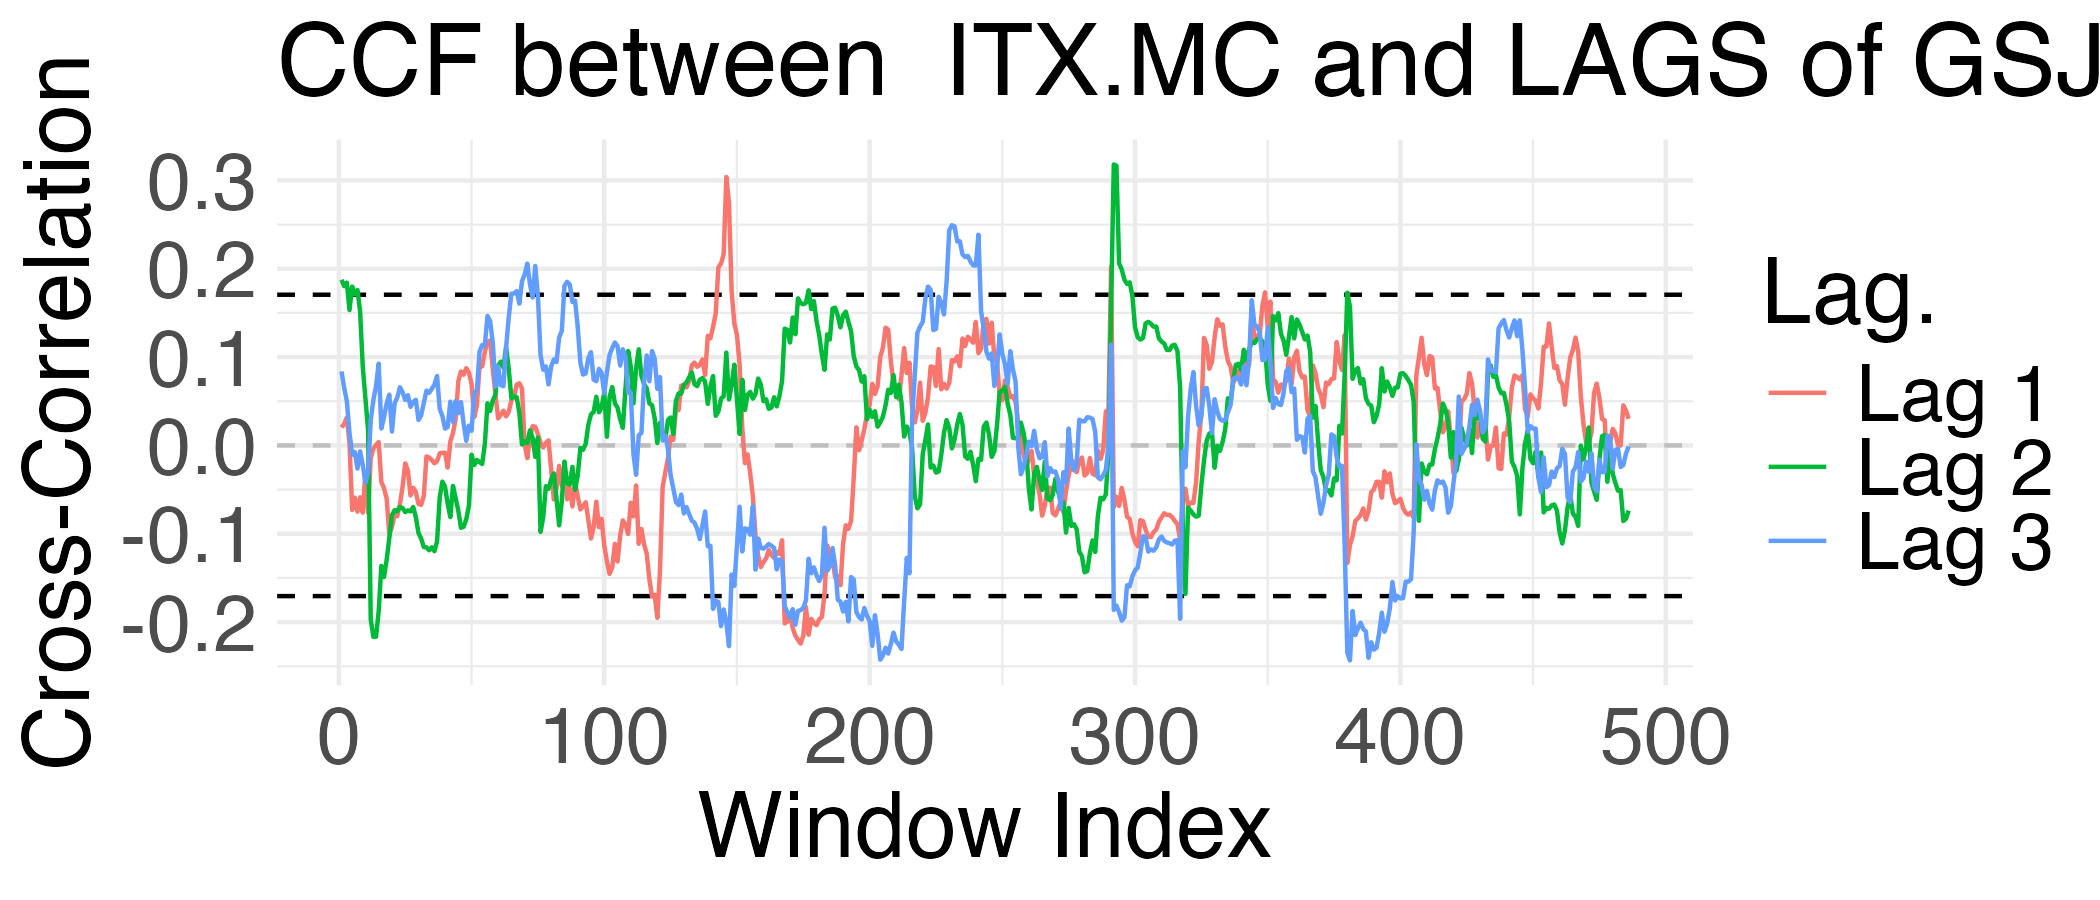 CCF between  ITX.MC and LAGS of GSJ
Cross-Correlation
0.3
0.2
0.1
0.0
-0.1
-0.2
0 100 200 300 400 500
Window Index
Lag.
Lag 1
Lag 2
Lag 3